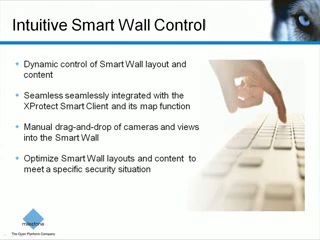 Intuitive Smart Wall Control
Dynamic control of Smart Wall layout and
content
Seamless seamlessly integrated with the
XProtect Smart Client and its map function
Manual drag-and-drop of cameras and views
into the Smart Wall
Optimize Smart Wall layouts and content to
meet a specific security situation
milestone
The Open Platform Company